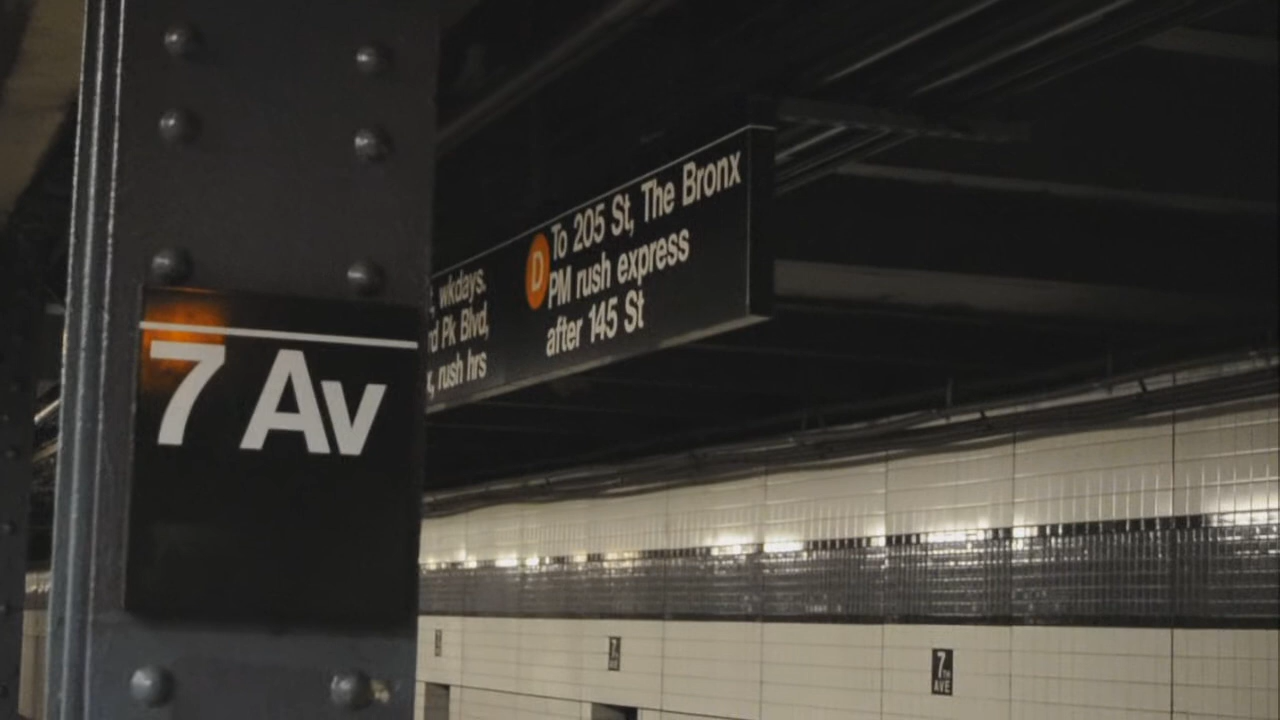 7 Av
wkdays.
Pk Blvd,
rush hrs
D
To 205 St, The Bronx
PM rush express
after 145 St
7
7TH
AVE